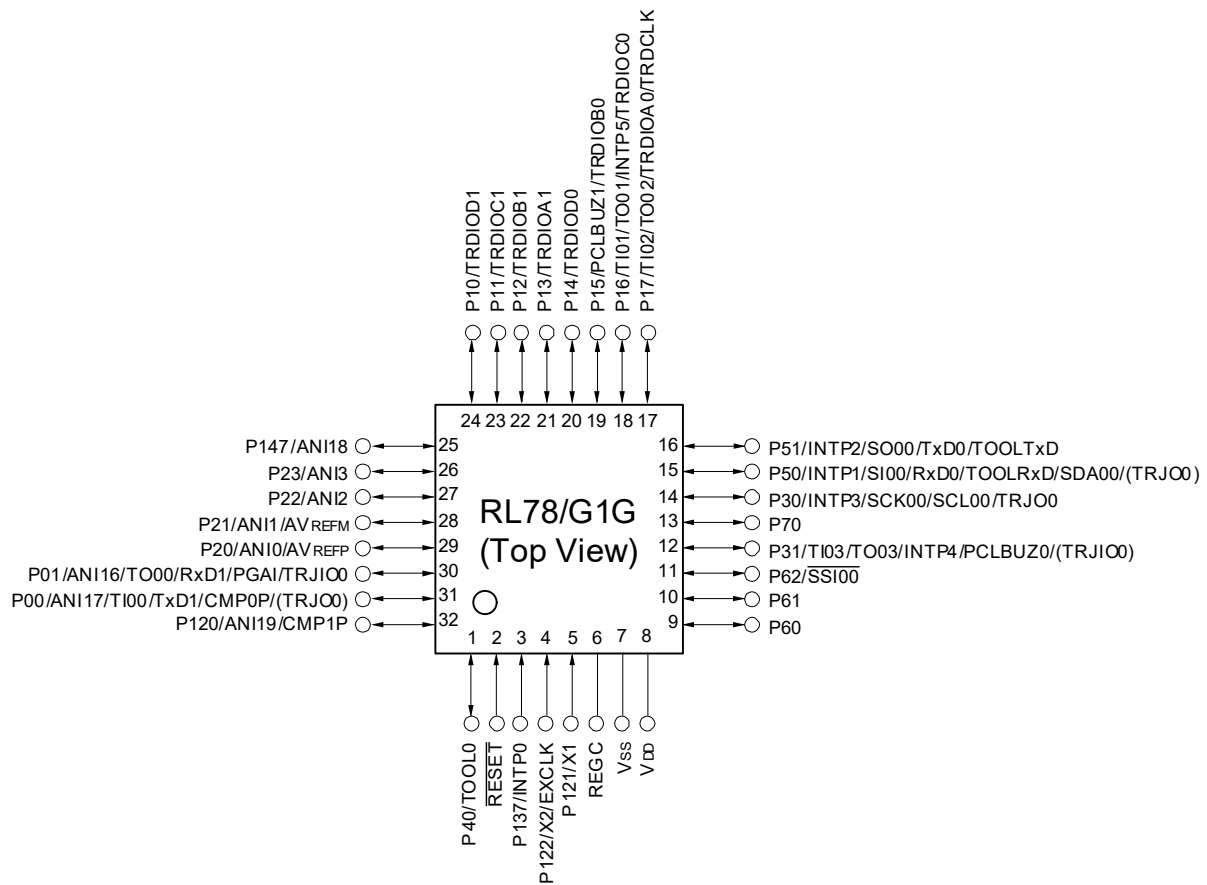 P10/TRDIOD1
P11/TRDIOC1
P12/TRDIOB1
P13/TRDIOA1
P14/TRDIOD0
P15/PCLBUZ1/TRDIOB0
P16/TI01/TO01/INTP5/TRDIOC0
P17/TI02/TO02/TRDIOA0/TRDCLK
24 23 22 21 20 19 18 17
P147/ANI18 25
P23/ANI3 26
P22/ANI2 27
P21/ANI1/AVREFM 28
P20/ANI0/AVREFP 29
P01/ANI16/TO00/RxD1/PGAI/TRJIO0 30
P00/ANI17/TI00/TxD1/CMP0P/(TRJO0) 31
P120/ANI19/CMP1P 32
RL78/G1G
(Top View)
16 P51/INTP2/SO00/TxD0/TOOLTxD
15 P50/INTP1/SI00/RxD0/TOOLRxD/SDA00/(TRJO0)
14 P30/INTP3/SCK00/SCL00/TRJO0
13 P70
12 P31/TI03/TO03/INTP4/PCLBUZ0/(TRJIO0)
11 P62/SSI00
10 P61
9 P60
1 2 3 4 5 6 7 8
P40/TOOL0
RESET
P137/INTP0
P122/X2/EXCLK
P121/X1
REGC
VSS
VDD